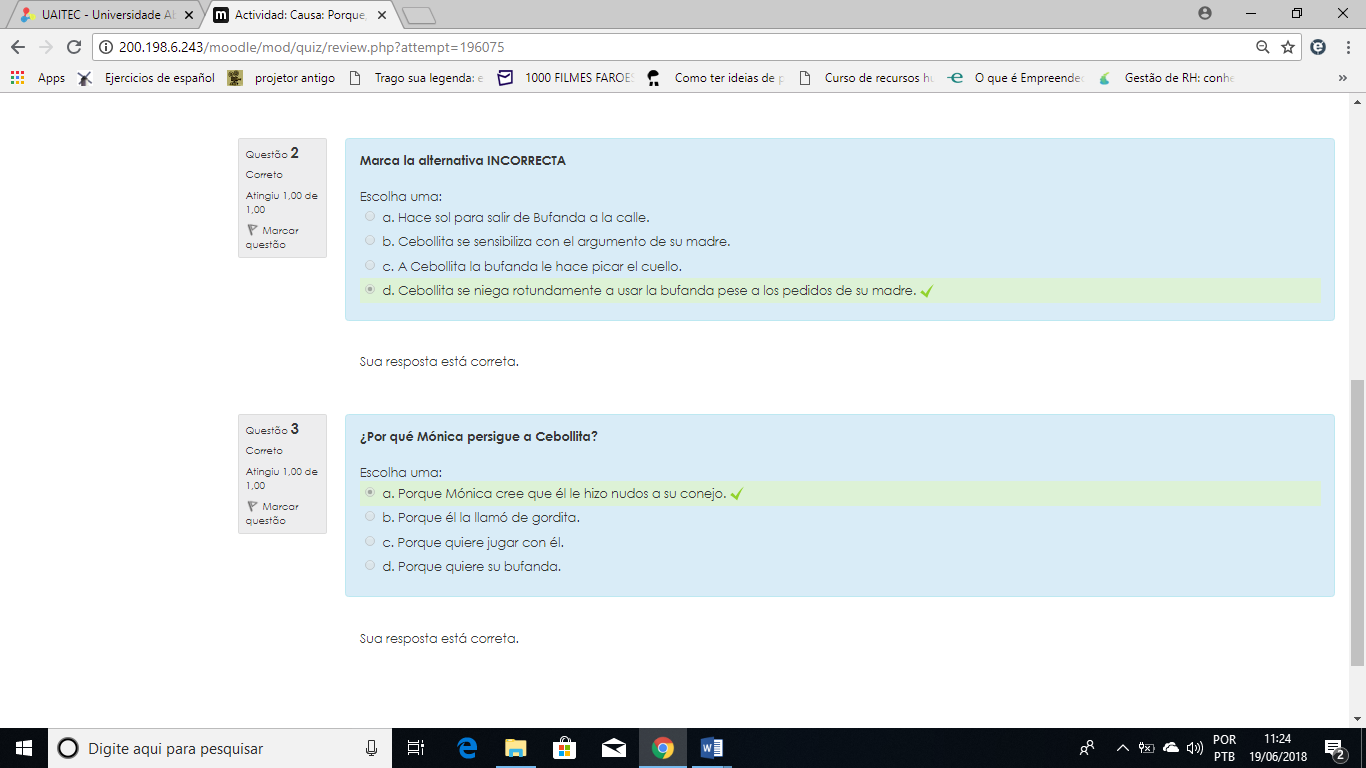 UAITEC - Universidade Ab
Actividad: Causa: Porque,
200.198.6.243/moodle/mod/quiz/review.php?attempt=196075
Apps
Ejercicios de español
projetor antigo
Trago sua legenda: e
1000 FILMES FAROES
Como ter ideias de p
Curso de recursos hu
O que é Empreended
Gestão de RH: conhe
»
Questão 2
Correto
Atingiu 1,00 de
1,00
Marcar
questão
Marca la alternativa INCORRECTA
Escolha uma:
a. Hace sol para salir de Bufanda a la calle.
b. Cebollita se sensibiliza con el argumento de su madre.
c. A Cebollita la bufanda le hace picar el cuello.
d. Cebollita se niega rotundamente a usar la bufanda pese a los pedidos de su madre.
Sua resposta está correta.
Questão 3
Correto
Atingiu 1,00 de
1,00
Marcar
questão
¿Por qué Mónica persigue a Cebollita?
Escolha uma:
a. Porque Mónica cree que él le hizo nudos a su conejo.
b. Porque él la llamó de gordita.
c. Porque quiere jugar con él.
d. Porque quiere su bufanda.
Sua resposta está correta.
Digite aqui para pesquisar
POR
PTB
11:24
19/06/2018
2